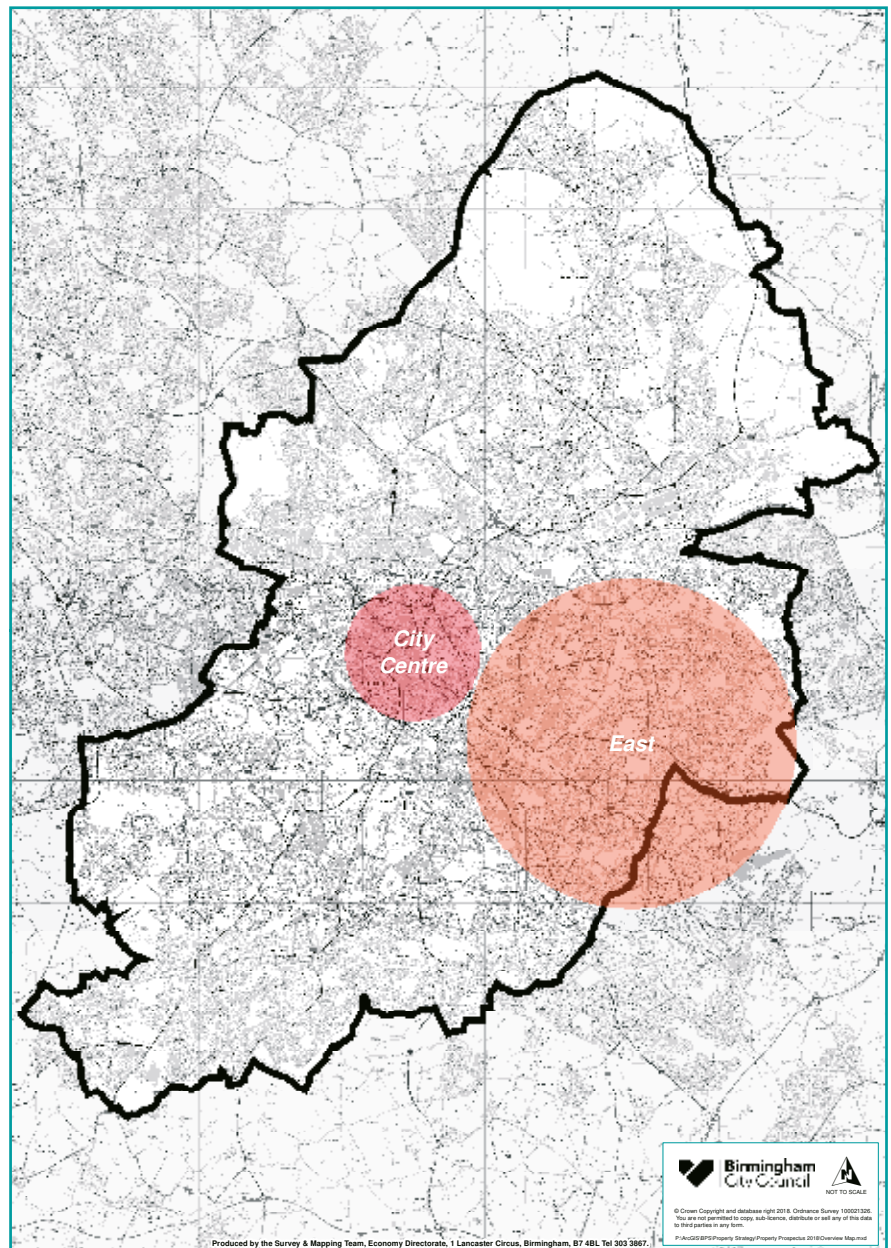 City
Centre
East
Birmingham
City Council
N
NOT TO SCALE
© Crown Copyright and database right 2018. Ordnance Survey 100021326.
You are not permitted to copy, sub-licence, distribute or sell any of this data
to third parties in any form.
P:\ArcGIS\BPS\Property Strategy\Property Prospectus 2018\Overview Map.mxd
Produced by the Survey & Mapping Team, Economy Directorate, 1 Lancaster Circus, Birmingham, B7 4BL Tel 303 3867.